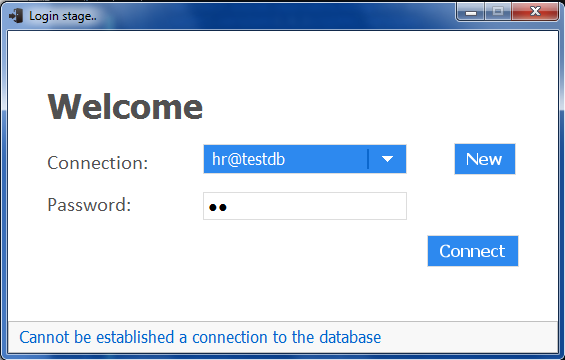 Login stage..
Welcome
Connection:
hr@testdb
New
Password:
Connect
Cannot be established a connection to the database